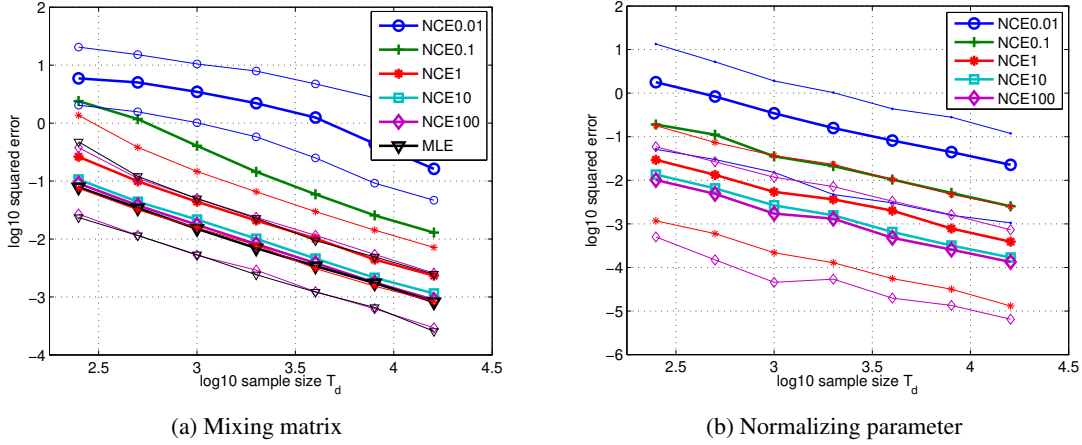 2
1
0
−1
−2
−3
−4
2.5
3
3.5
4
4.5
log10 sample size T_d
log10 squared error
NCE0.01
NCE0.1
NCE1
NCE10
NCE100
MLE
(a) Mixing matrix
2
1
0
−1
−2
−3
−4
−5
−6
2.5
3
3.5
4
4.5
log10 sample size T_d
log10 squared error
NCE0.01
NCE0.1
NCE1
NCE10
NCE100
(b) Normalizing parameter